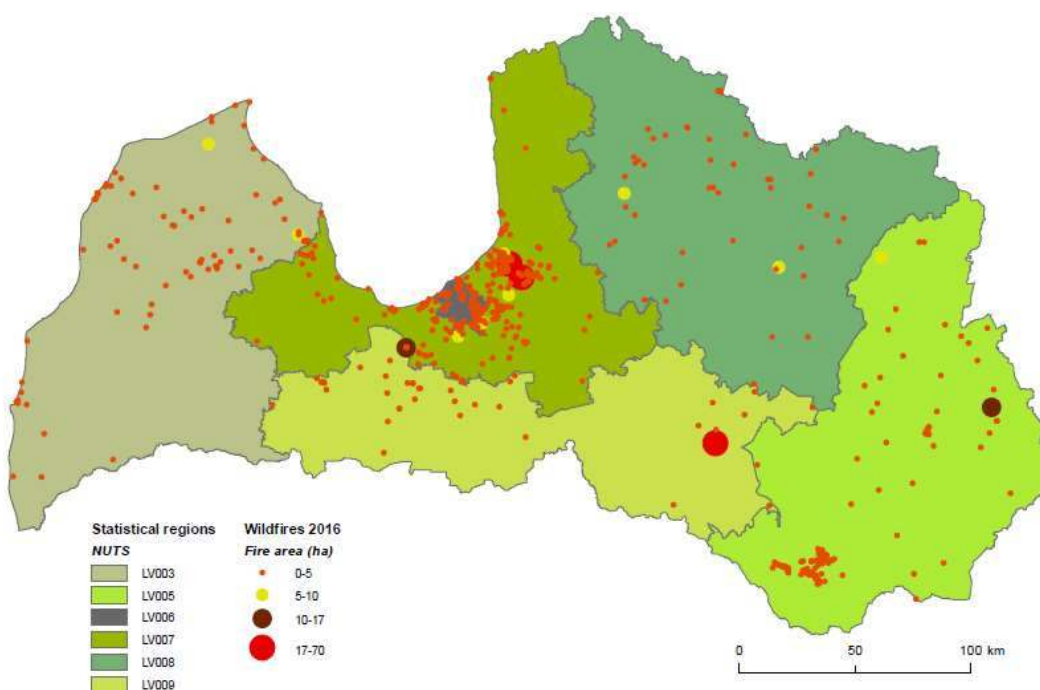 Statistical regions
NUTS
LV003
LV005
LV006
LV007
LV008
LV009
Wildfires 2016
Fire area (ha)
0-5
5-10
10-17
17-70
0 50 100 km